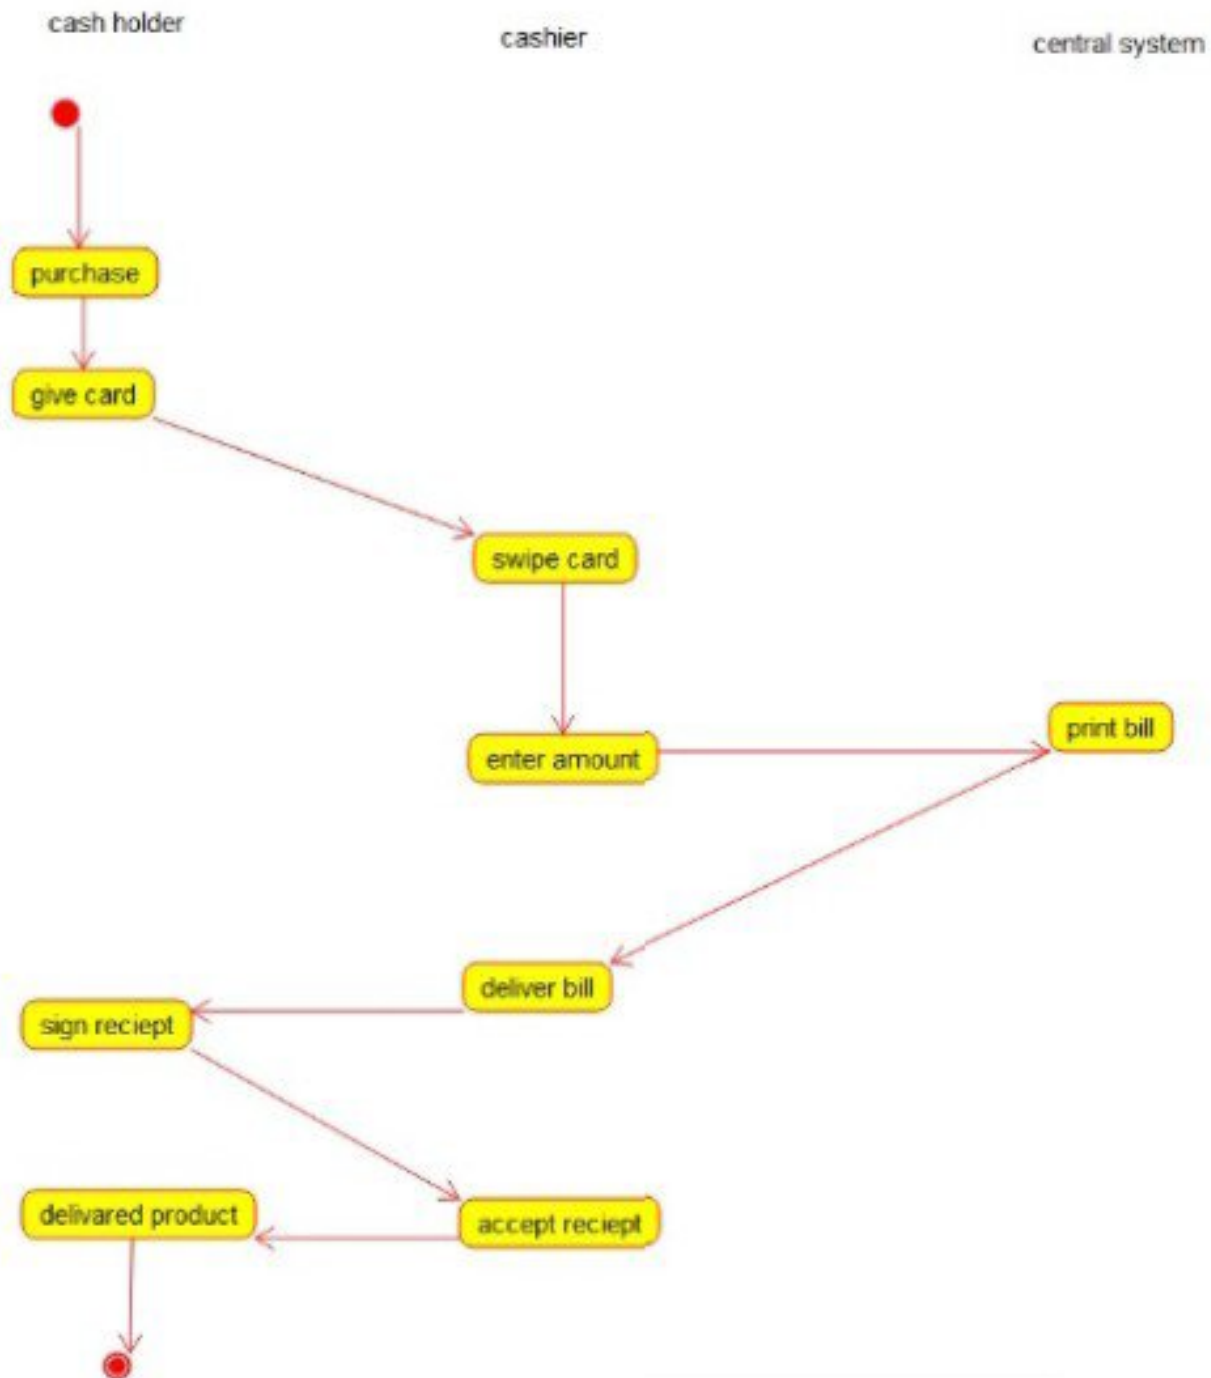 cash holder
cashier
central system
purchase
give card
swipe card
enter amount
print bill
deliver bill
sign reciept
delivared product
accept reciept